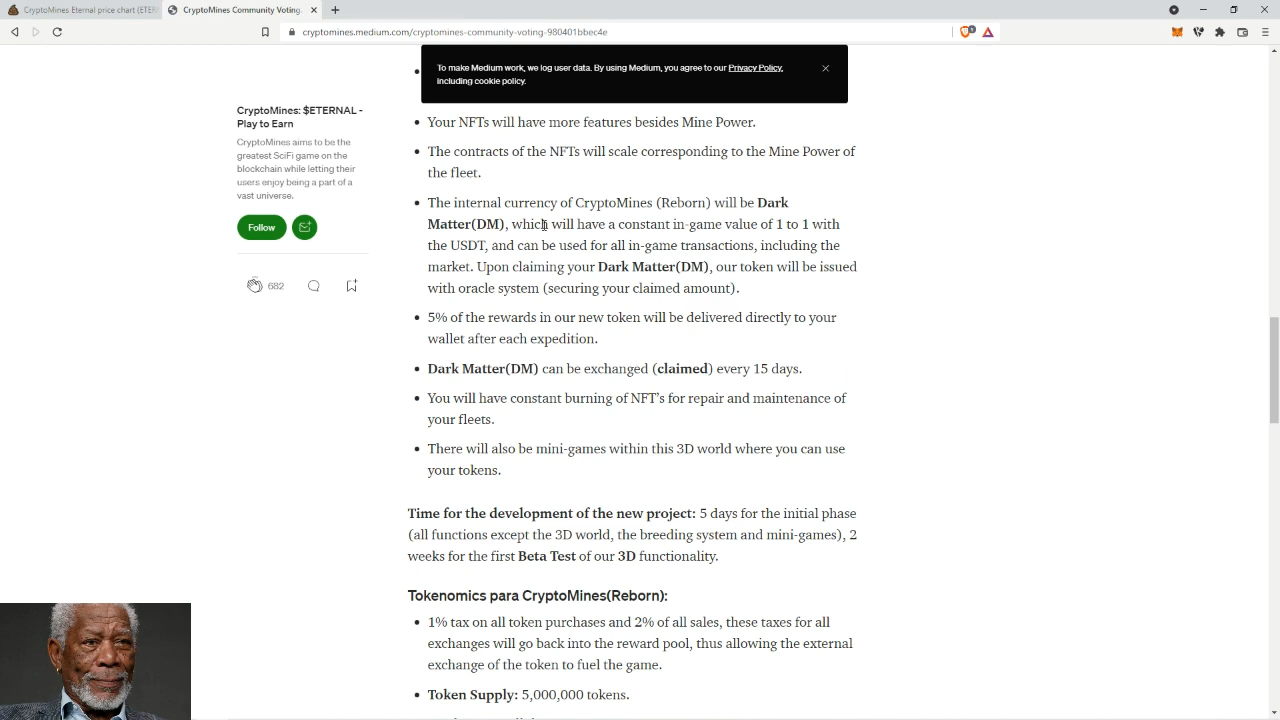 CryptoMines Eternal price chart (ETER
CryptoMines Community Voting.
cryptomines.medium.com/cryptomines-community-voting-980401bbec4e
To make Medium work, we log user data. By using Medium, you agree to our Privacy Policy,
including cookie policy.
CryptoMines: $ETERNAL -
Play to Earn
CryptoMines aims to be the
greatest SciFi game on the
blockchain while letting their
users enjoy being a part of a
vast universe.
Follow
682
Your NFTs will have more features besides Mine Power.
The contracts of the NFTs will scale corresponding to the Mine Power of
the fleet.
The internal currency of CryptoMines (Reborn) will be Dark
Matter(DM), which will have a constant in-game value of 1 to 1 with
the USDT, and can be used for all in-game transactions, including the
market. Upon claiming your Dark Matter(DM), our token will be issued
with oracle system (securing your claimed amount).
5% of the rewards in our new token will be delivered directly to your
wallet after each expedition.
Dark Matter(DM) can be exchanged (claimed) every 15 days.
You will have constant burning of NFT's for repair and maintenance of
your fleets.
There will also be mini-games within this 3D world where you can use
your tokens.
Time for the development of the new project: 5 days for the initial phase
(all functions except the 3D world, the breeding system and mini-games), 2
weeks for the first Beta Test of our 3D functionality.
Tokenomics para CryptoMines(Reborn):
1% tax on all token purchases and 2% of all sales, these taxes for all
exchanges will go back into the reward pool, thus allowing the external
exchange of the token to fuel the game.
Token Supply: 5,000,000 tokens.